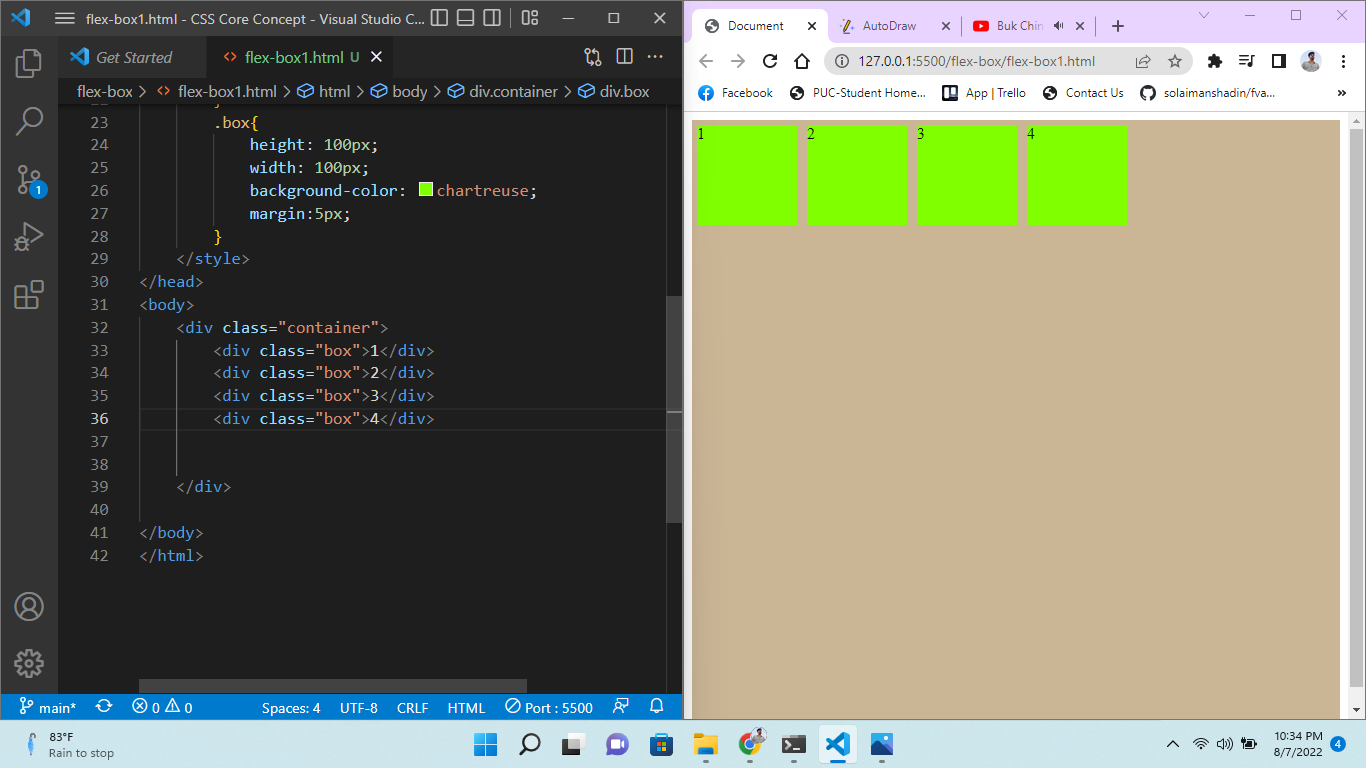 flex-box1.html - CSS Core Concept - Visual Studio C...
Get Started
flex-box1.html U
flex-box > flex-box1.html > html > body > div.container > div.box
23 .box{
24 height: 100px;
25 width: 100px;
26 background-color: chartreuse;
27 margin:5px;
28 }
29 </style>
30 </head>
31 <body>
32 <div class="container">
33 <div class="box">1</div>
34 <div class="box">2</div>
35 <div class="box">3</div>
36 <div class="box">4</div>
37
38
39 </div>
40
41 </body>
42 </html>
1
main* 0 0 Spaces: 4 UTF-8 CRLF HTML Port : 5500
Document AutoDraw Buk Chin
127.0.0.1:5500/flex-box/flex-box1.html
Facebook PUC-Student Home... App | Trello Contact Us solaimanshadin/fva... »
1 2 3 4
83°F
Rain to stop
10:34 PM
8/7/2022
4